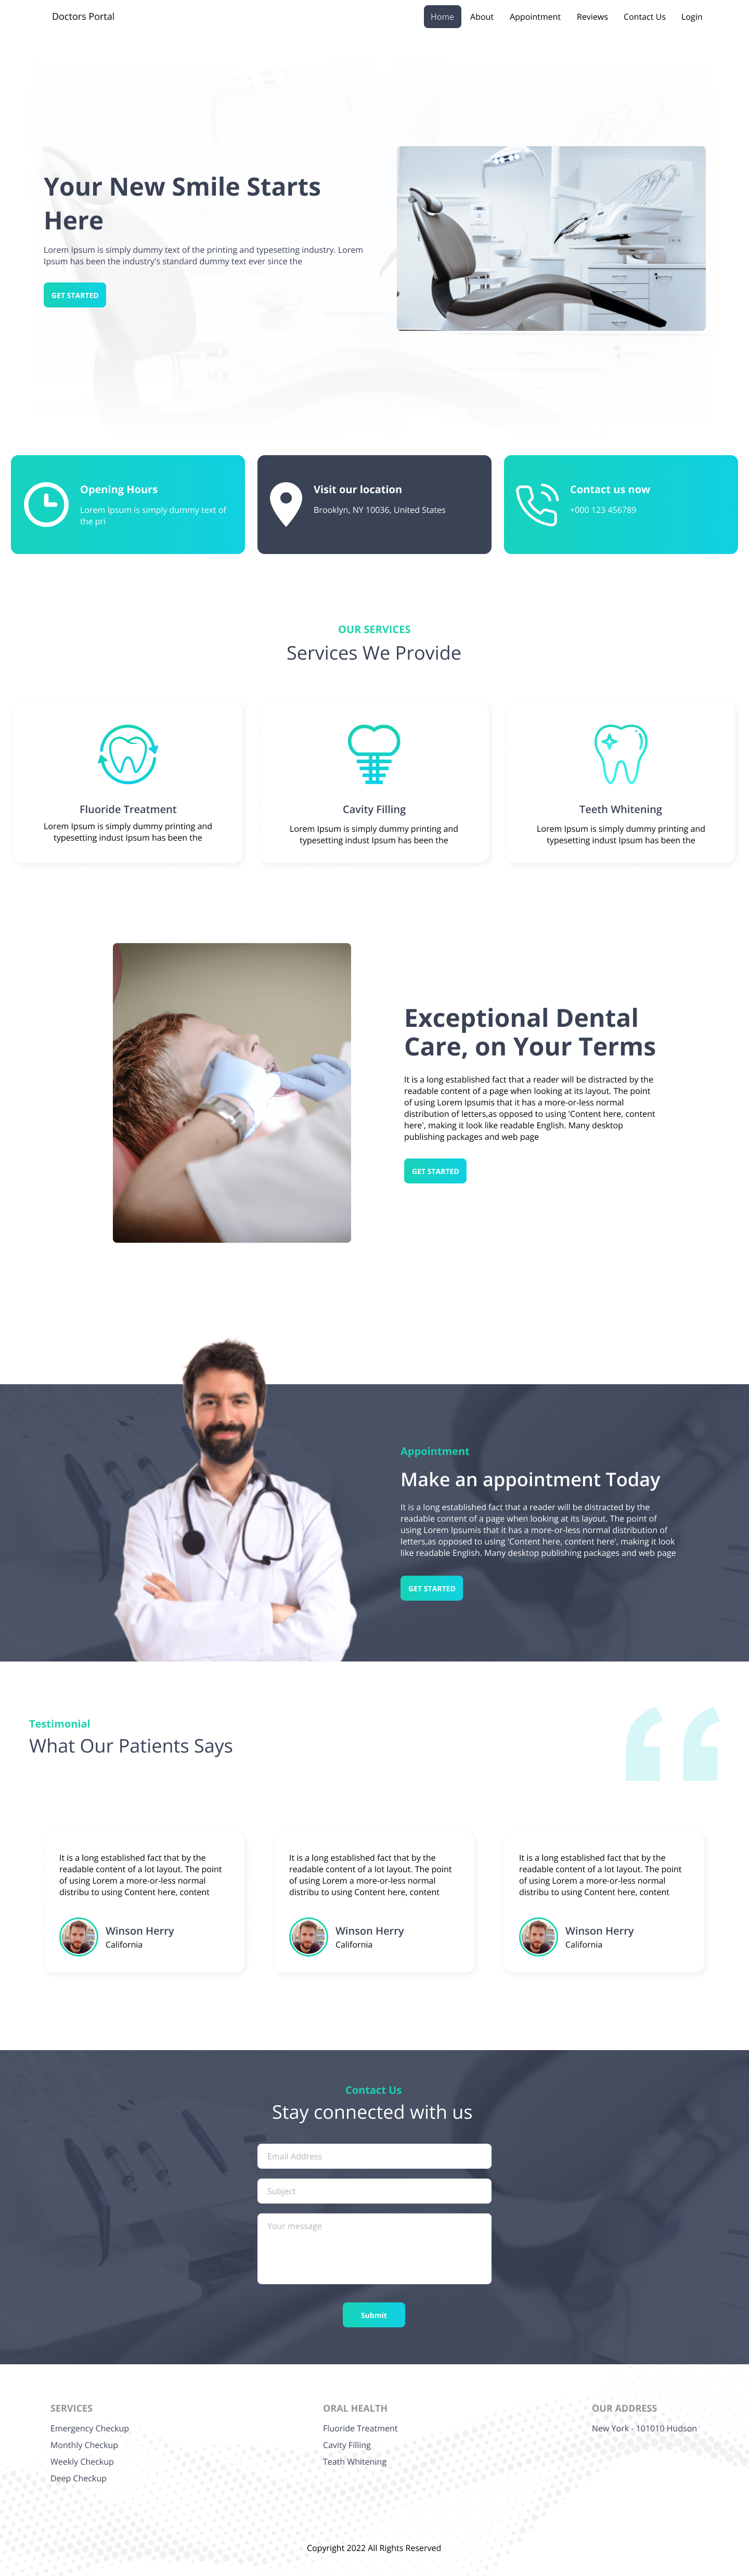 Doctors Portal
Home About Appointment Reviews Contact Us Login
Your New Smile Starts
Here
Lorem Ipsum is simply dummy text of the printing and typesetting industry. Lorem
Ipsum has been the industry's standard dummy text ever since the
GET STARTED
Opening Hours
Lorem Ipsum is simply dummy text of
the pri
Visit our location
Brooklyn, NY 10036, United States
Contact us now
+000 123 456789
OUR SERVICES
Services We Provide
Fluoride Treatment
Lorem Ipsum is simply dummy printing and
typesetting indust Ipsum has been the
Cavity Filling
Lorem Ipsum is simply dummy printing and
typesetting indust Ipsum has been the
Teeth Whitening
Lorem Ipsum is simply dummy printing and
typesetting indust Ipsum has been the
Exceptional Dental
Care, on Your Terms
It is a long established fact that a reader will be distracted by the
readable content of a page when looking at its layout. The point
of using Lorem Ipsumis that it has a more-or-less normal
distribution of letters,as opposed to using 'Content here, content
here', making it look like readable English. Many desktop
publishing packages and web page
GET STARTED
Appointment
Make an appointment Today
It is a long established fact that a reader will be distracted by the
readable content of a page when looking at its layout. The point of
using Lorem Ipsumis that it has a more-or-less normal distribution of
letters,as opposed to using 'Content here, content here', making it look
like readable English. Many desktop publishing packages and web page
GET STARTED
Testimonial
What Our Patients Says
It is a long established fact that by the
readable content of a lot layout. The point
of using Lorem a more-or-less normal
distribu to using Content here, content
Winson Herry
California
It is a long established fact that by the
readable content of a lot layout. The point
of using Lorem a more-or-less normal
distribu to using Content here, content
Winson Herry
California
It is a long established fact that by the
readable content of a lot layout. The point
of using Lorem a more-or-less normal
distribu to using Content here, content
Winson Herry
California
Contact Us
Stay connected with us
Email Address
Subject
Your message
Submit
SERVICES
Emergency Checkup
Monthly Checkup
Weekly Checkup
Deep Checkup
ORAL HEALTH
Fluoride Treatment
Cavity Filling
Teath Whitening
OUR ADDRESS
New York - 101010 Hudson
Copyright 2022 All Rights Reserved